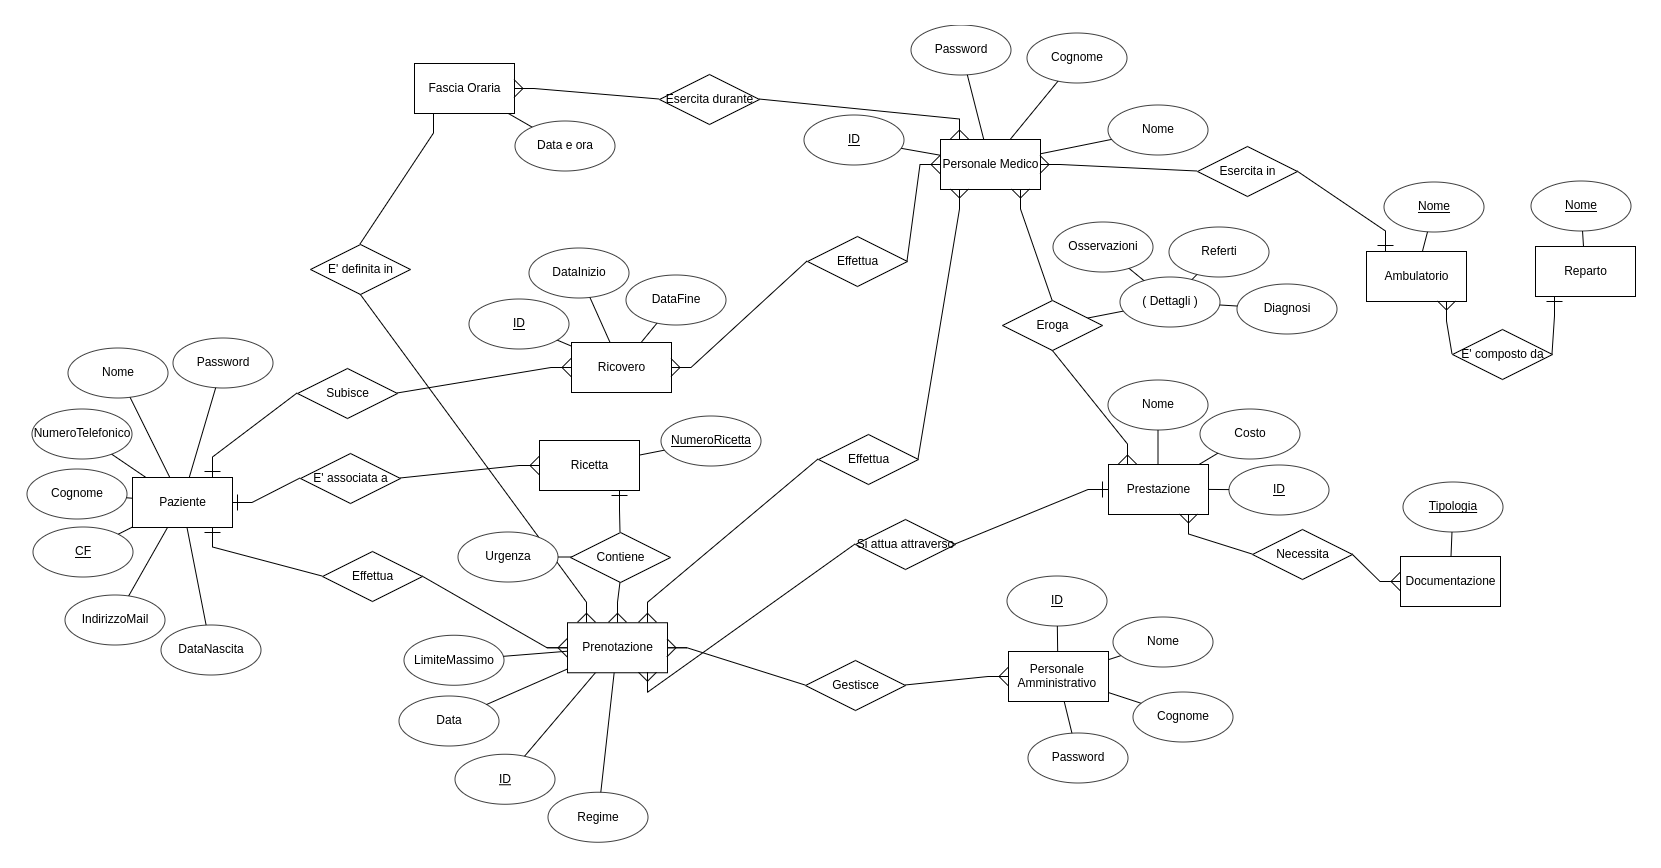 Password
Cognome
Fascia Oraria
Esercita durante
Data e ora
ID
Nome
Personale Medico
Esercita in
Nome
Nome
E' definita in
Effettua
Osservazioni
Referti
( Dettagli )
Diagnosi
Ambulatorio
Reparto
DataInizio
DataFine
ID
Eroga
E' composto da
Nome
Password
Subisce
Ricovero
NumeroTelefonico
Nome
Costo
NumeroRicetta
Ricetta
E' associata a
Effettua
Cognome
Paziente
Prestazione
ID
Tipologia
CF
Urgenza
Contiene
Si attua attraverso
Necessita
Documentazione
Effettua
ID
IndirizzoMail
DataNascita
LimiteMassimo
Prenotazione
Nome
Gestisce
Personale
Amministrativo
Data
Cognome
Password
ID
Regime